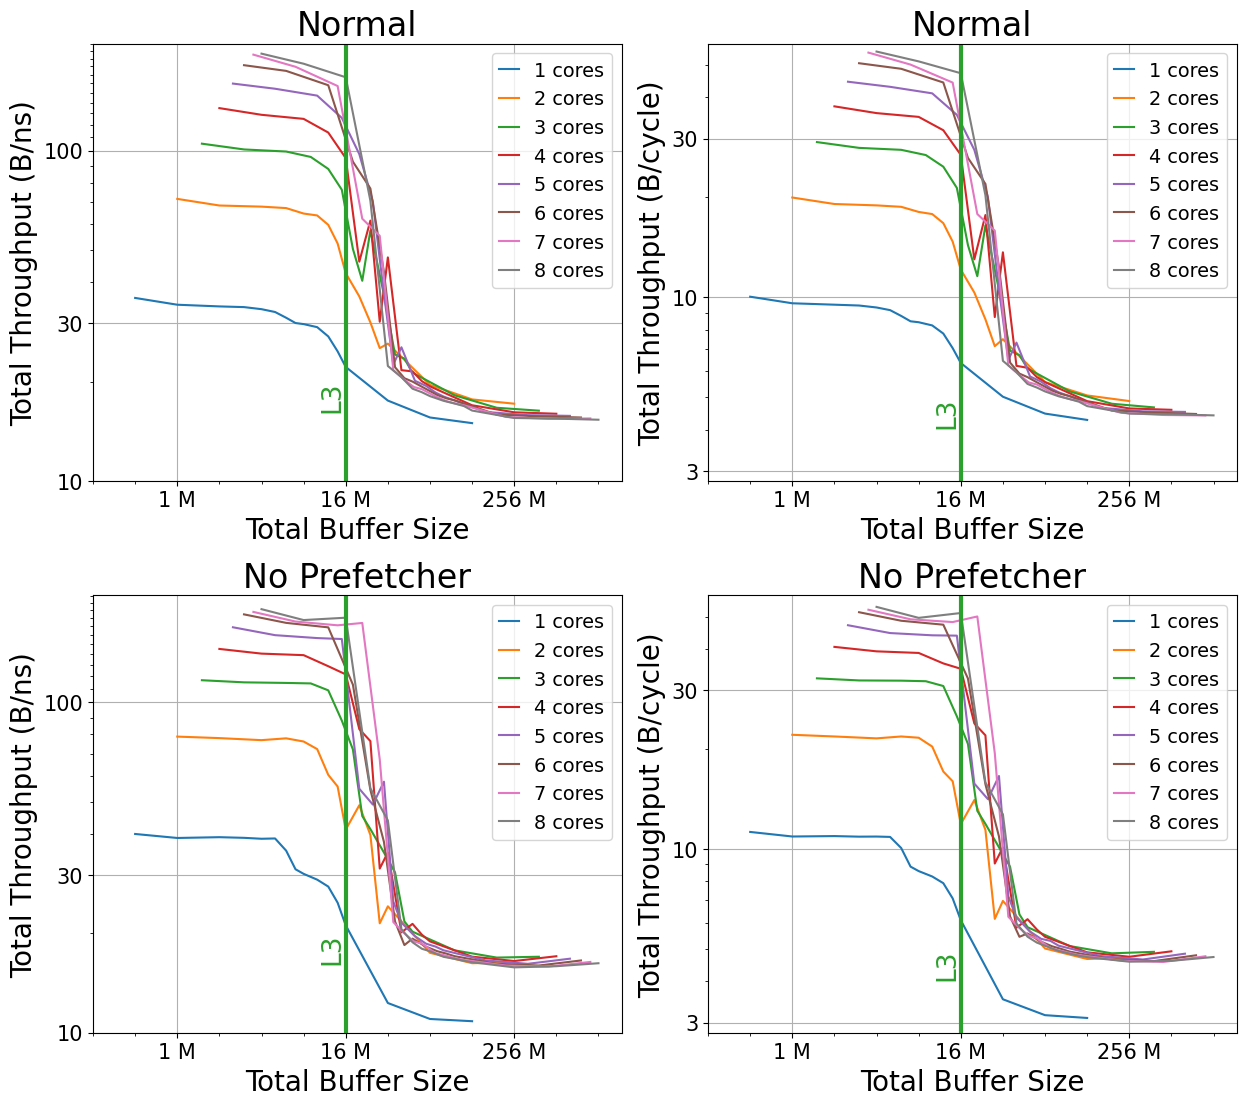 Normal
Total Throughput (B/ns)
100
30
10
1 M
16 M
256 M
Total Buffer Size
L3
1 cores
2 cores
3 cores
4 cores
5 cores
6 cores
7 cores
8 cores
Normal
Total Throughput (B/cycle)
30
10
3
1 M
16 M
256 M
Total Buffer Size
L3
1 cores
2 cores
3 cores
4 cores
5 cores
6 cores
7 cores
8 cores
No Prefetcher
Total Throughput (B/ns)
100
30
10
1 M
16 M
256 M
Total Buffer Size
L3
1 cores
2 cores
3 cores
4 cores
5 cores
6 cores
7 cores
8 cores
No Prefetcher
Total Throughput (B/cycle)
30
10
3
1 M
16 M
256 M
Total Buffer Size
L3
1 cores
2 cores
3 cores
4 cores
5 cores
6 cores
7 cores
8 cores